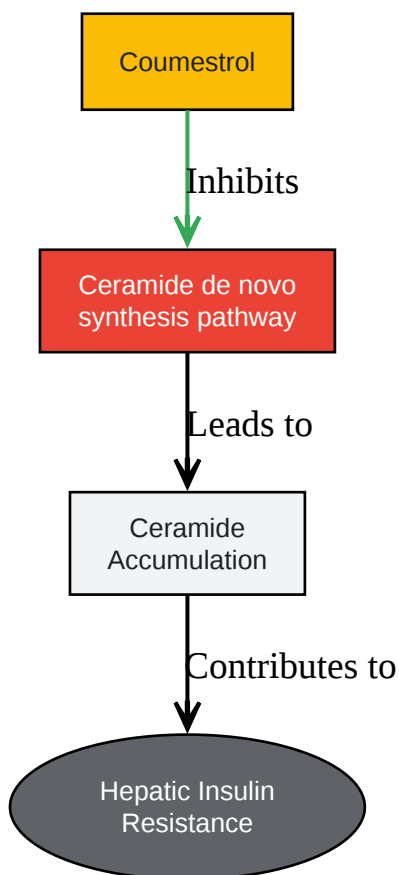 Coumestrol
Inhibits
Ceramide de novo
synthesis pathway
Leads to
Ceramide
Accumulation
Contributes to
Hepatic Insulin
Resistance